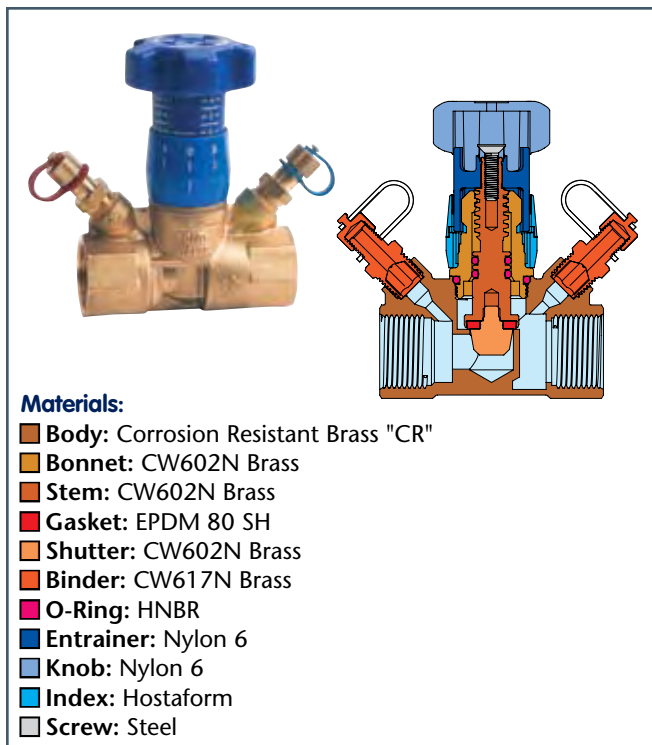 Materials:
Body: Corrosion Resistant Brass "CR"
Bonnet: CW602N Brass
Stem: CW602N Brass
Gasket: EPDM 80 SH
Shutter: CW602N Brass
Binder: CW617N Brass
O-Ring: HNBR
Entrainer: Nylon 6
Knob: Nylon 6
Index: Hostaform
Screw: Steel